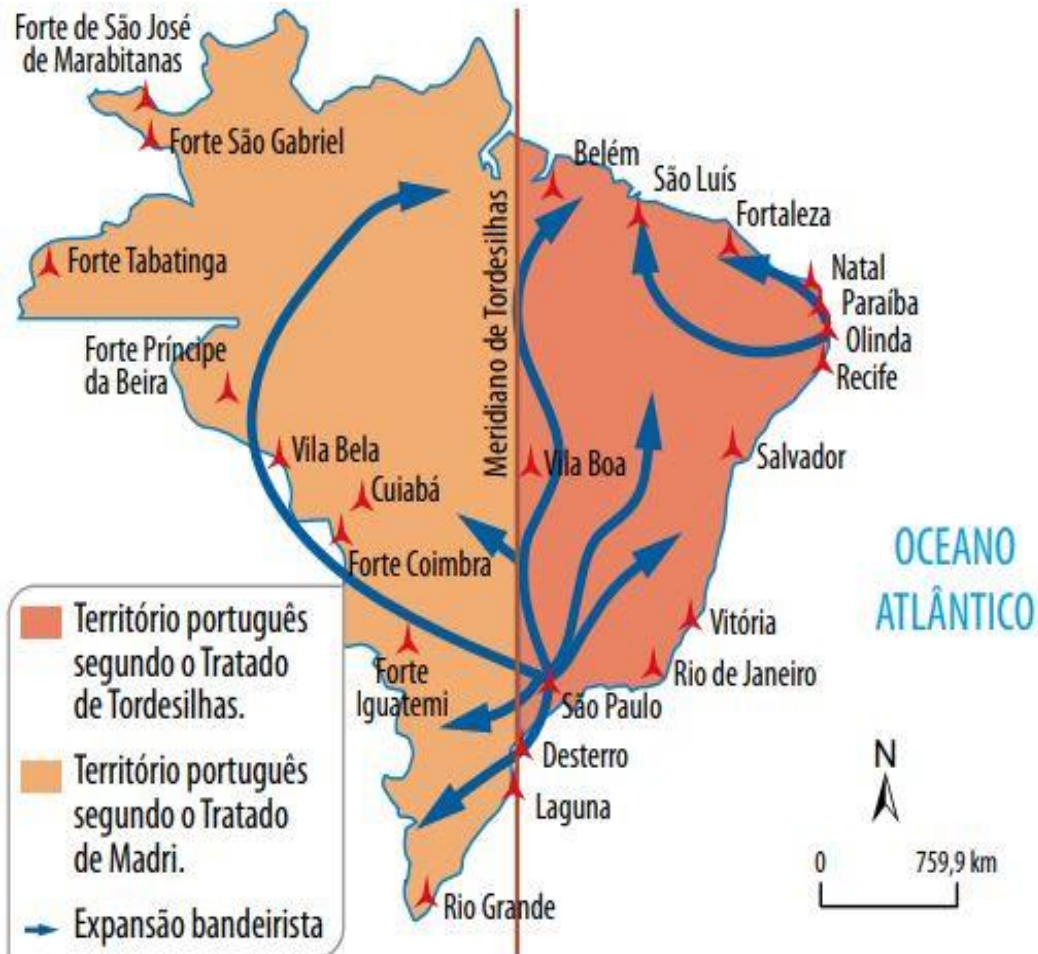 Forte de São José
de Marabitanas
Forte São Gabriel
Belém
São Luís
Fortaleza
Meridiano de Tordesilhas
Forte Tabatinga
Natal
Paraíba
Olinda
Recife
Forte Príncipe
da Beira
Vila Bela
Vila Boa
Salvador
Cuiabá
Forte Coimbra
OCEANO
ATLÂNTICO
Vitória
Rio de Janeiro
Forte
Iguatemi
São Paulo
Desterro
Laguna
Rio Grande
N
0 759,9 km
Território português
segundo o Tratado
de Tordesilhas.
Território português
segundo o Tratado
de Madri.
Expansão bandeirista